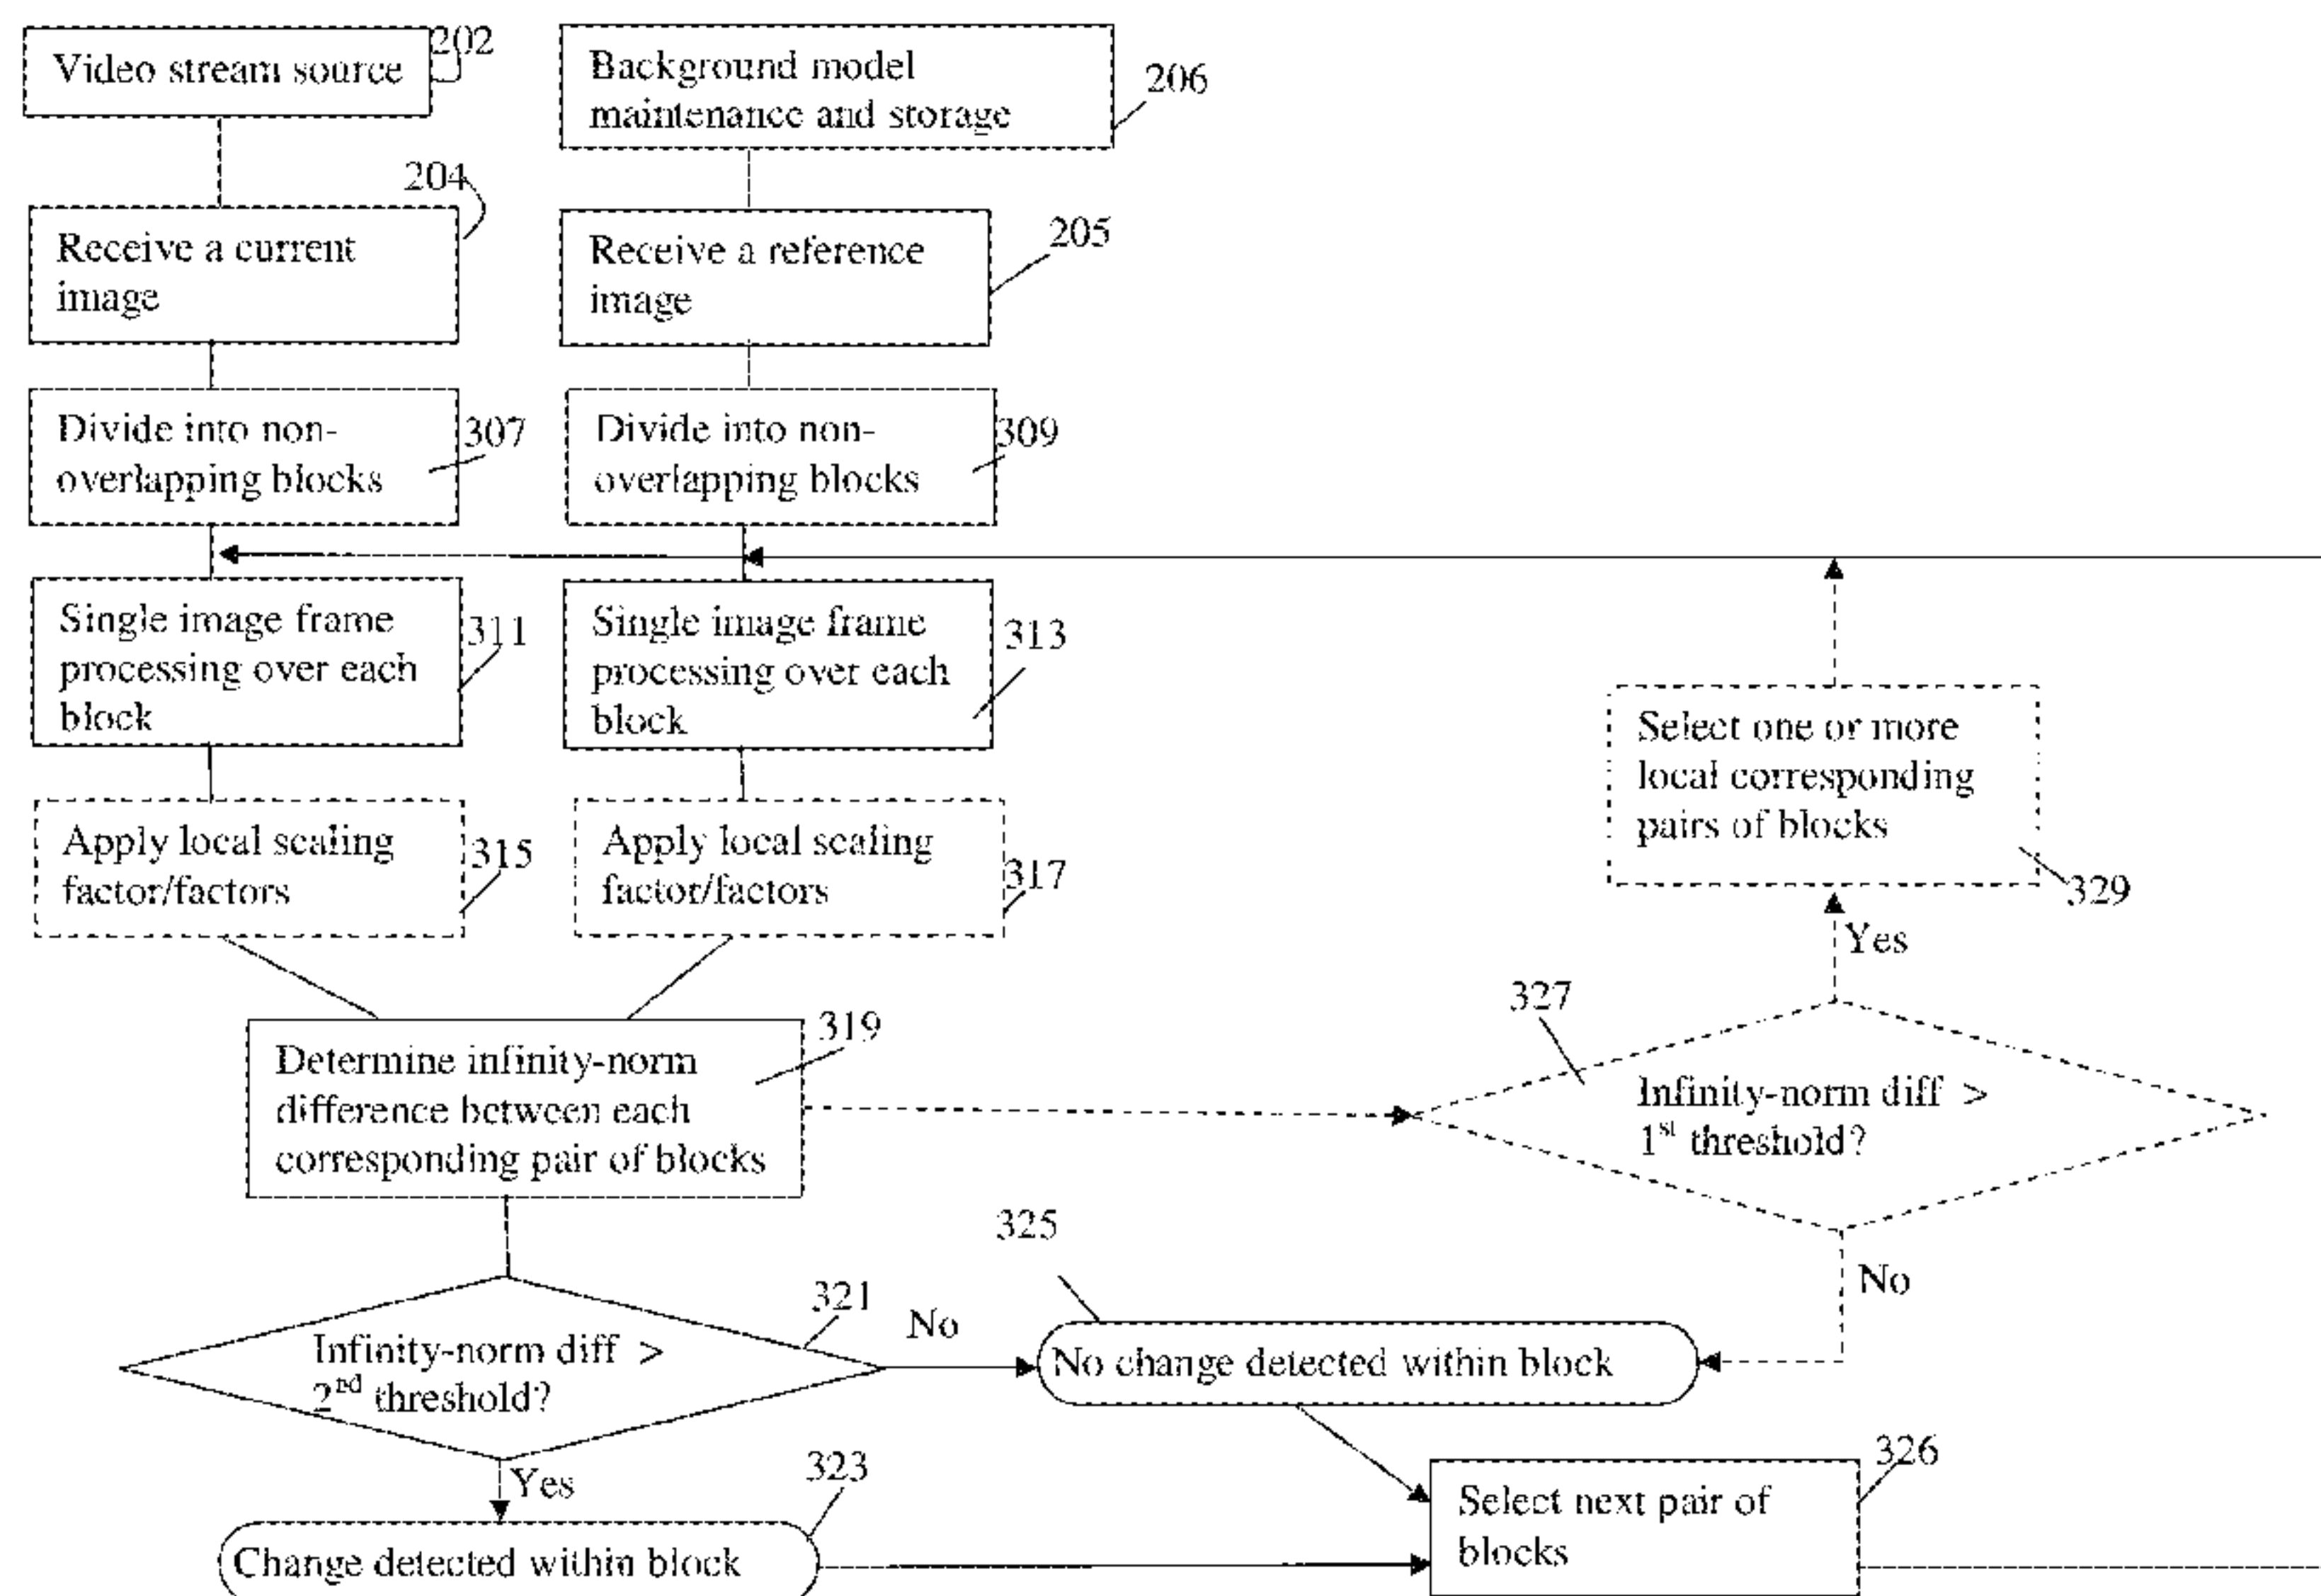 Video stream source
202
Background model
maintenance and storage
206
204
Receive a current
image
Receive a reference
image
205
Divide into non-
overlapping blocks
307
Divide into non-
overlapping blocks
309
Single image frame
processing over each
block
311
Single image frame
processing over each
block
313
Apply local scaling
factor/factors
315
Apply local scaling
factor/factors
317
Select one or more
local corresponding
pairs of blocks
329
Yes
Determine infinity-norm
difference between each
corresponding pair of blocks
319
327
Infinity-norm diff >
1st threshold?
No
Infinity-norm diff >
2nd threshold?
321
No
325
No change detected within block
Yes
323
Change detected within block
326
Select next pair of
blocks